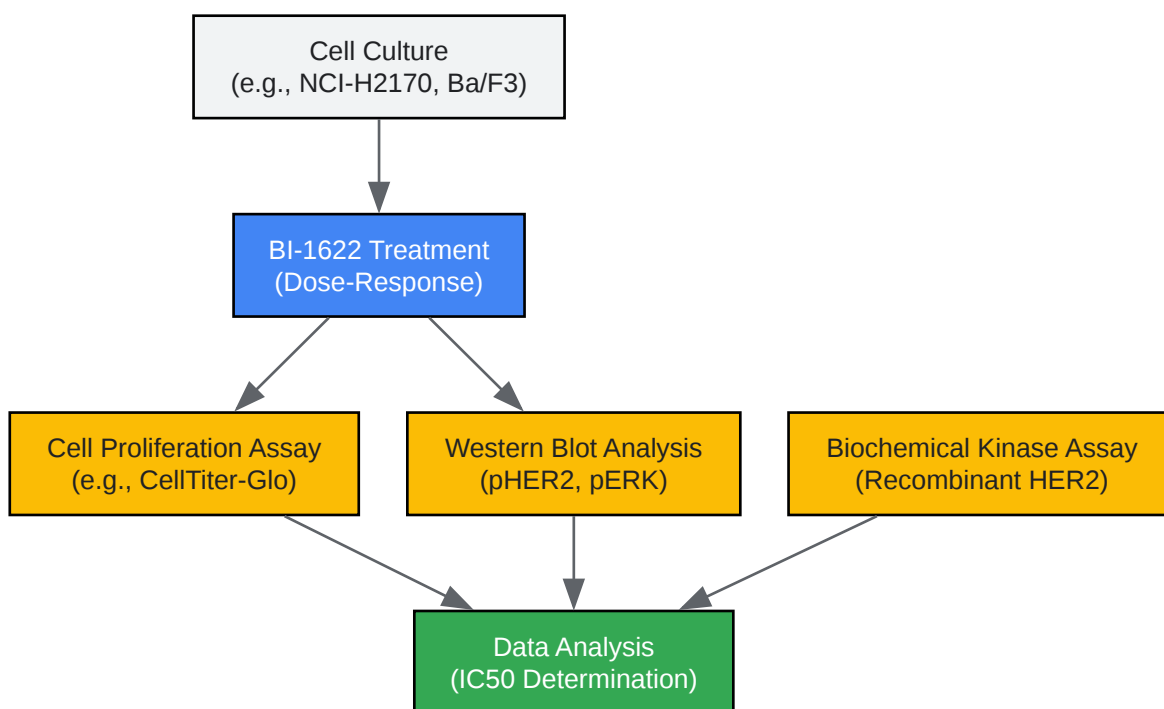 Cell Culture
(e.g., NCI-H2170, Ba/F3)
BI-1622 Treatment
(Dose-Response)
Cell Proliferation Assay
(e.g., CellTiter-Glo)
Western Blot Analysis
(pHER2, pERK)
Biochemical Kinase Assay
(Recombinant HER2)
Data Analysis
(IC50 Determination)